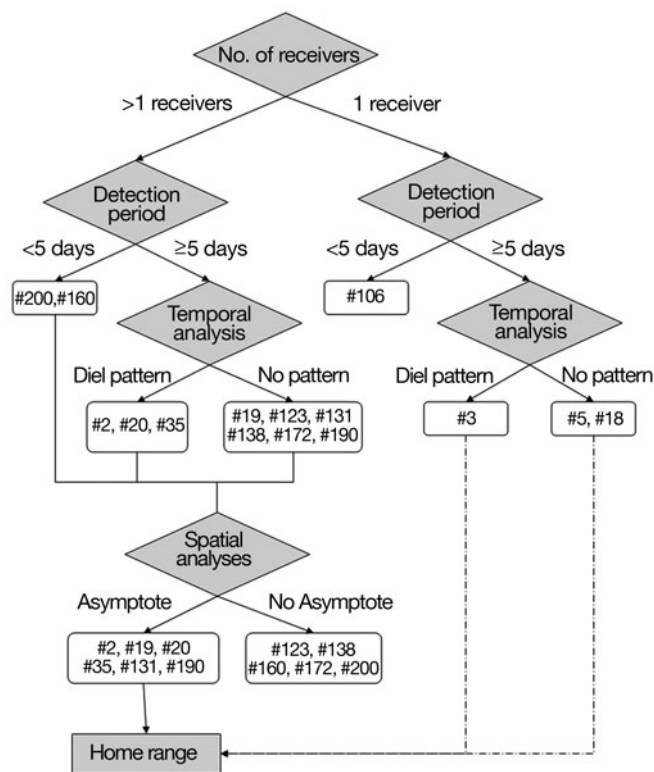 No. of receivers
>1 receivers
1 receiver
Detection
period
Detection
period
<5 days
≥5 days
<5 days
≥5 days
#200,#160
Temporal
analysis
#106
Temporal
analysis
Diel pattern
No pattern
Diel pattern
No pattern
#2, #20, #35
#19, #123, #131
#138, #172, #190
#3
#5, #18
Spatial
analyses
Asymptote
No Asymptote
#2, #19, #20
#35, #131, #190
#123, #138
#160, #172, #200
Home range